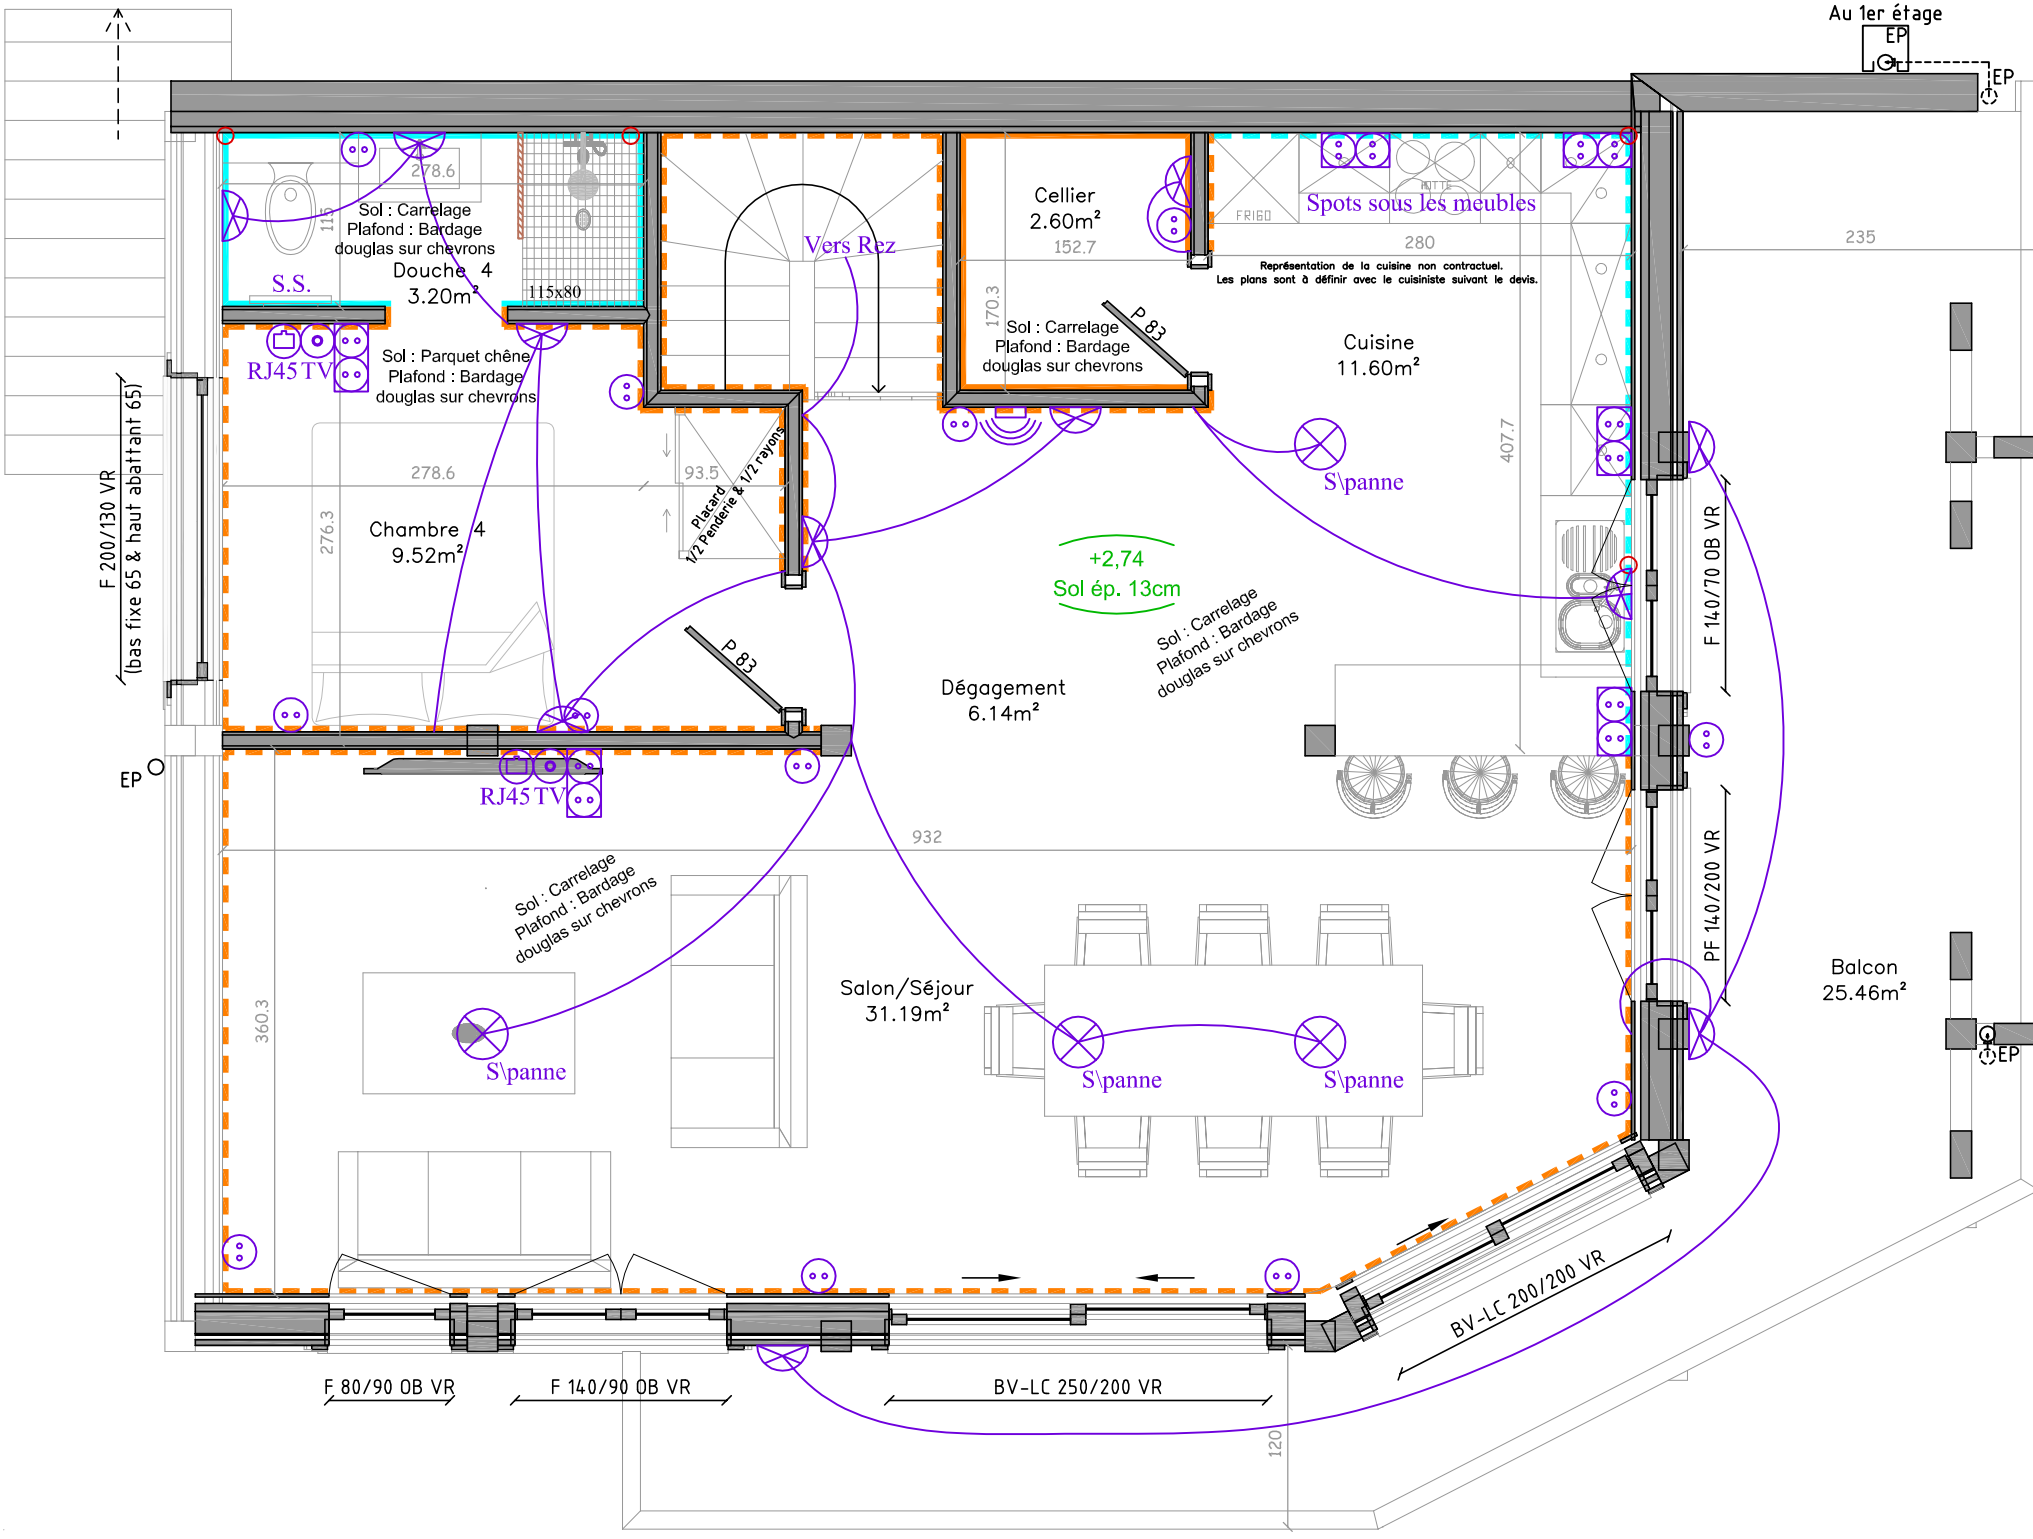 Au 1er étage
EP
EP
278.6
115
Sol : Carrelage
Plafond : Bardage
douglas sur chevrons
Douche 4
3.20m²
S.S.
115x80
Vers Rez
Cellier
2.60m²
152.7
170.3
Sol : Carrelage
Plafond : Bardage
douglas sur chevrons
P 83
FRIGO
HOTTE
Spots sous les meubles
280
235
Représentation de la cuisine non contractuel.
Les plans sont à définir avec le cuisiniste suivant le devis.
Cuisine
11.60m²
RJ45 TV
Sol : Parquet chêne
Plafond : Bardage
douglas sur chevrons
F 200/130 VR
(bas fixe 65 & haut abattant 65)
278.6
93.5
276.3
Placard
1/2 Penderie & 1/2 rayons
Chambre 4
9.52m²
407.7
S\panne
F 140/70 OB VR
+2,74
Sol ép. 13cm
Sol : Carrelage
Plafond : Bardage
douglas sur chevrons
P 83
Dégagement
6.14m²
EP
RJ45 TV
932
Sol : Carrelage
Plafond : Bardage
douglas sur chevrons
PF 140/200 VR
360.3
Salon/Séjour
31.19m²
Balcon
25.46m²
S\panne
S\panne
S\panne
EP
BV-LC 200/200 VR
F 80/90 OB VR
F 140/90 OB VR
BV-LC 250/200 VR
120